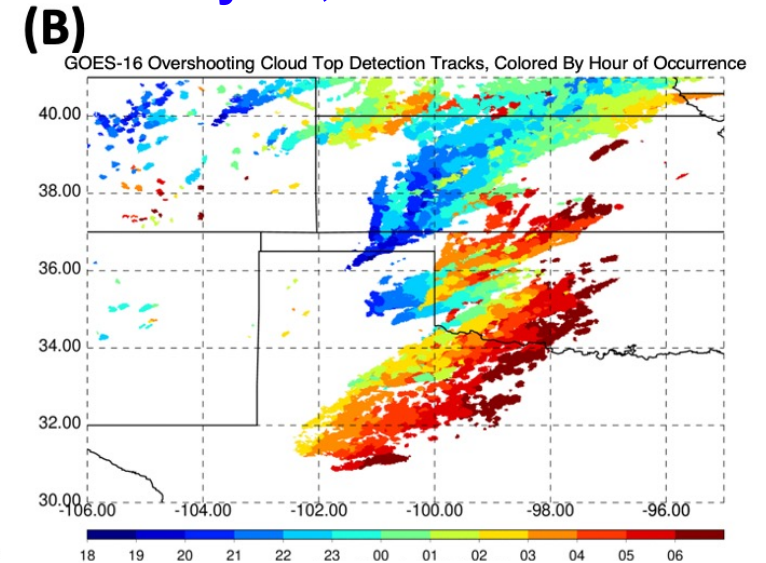 (B)
GOES-16 Overshooting Cloud Top Detection Tracks, Colored By Hour of Occurrence
40.00
38.00
36.00
34.00
32.00
30.00
-106.00 -104.00 -102.00 -100.00 -98.00 -96.00
18 19 20 21 22 23 00 01 02 03 04 05 06